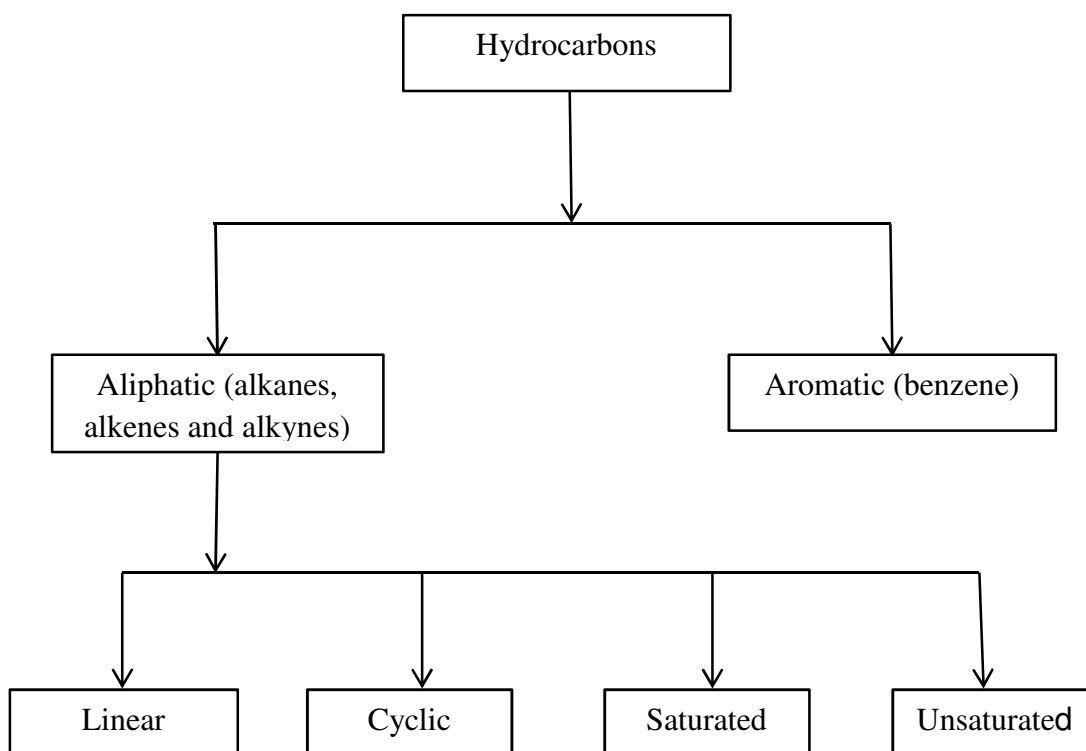 Hydrocarbons
Aliphatic (alkanes,
alkenes and alkynes)
Aromatic (benzene)
Linear
Cyclic
Saturated
Unsaturated